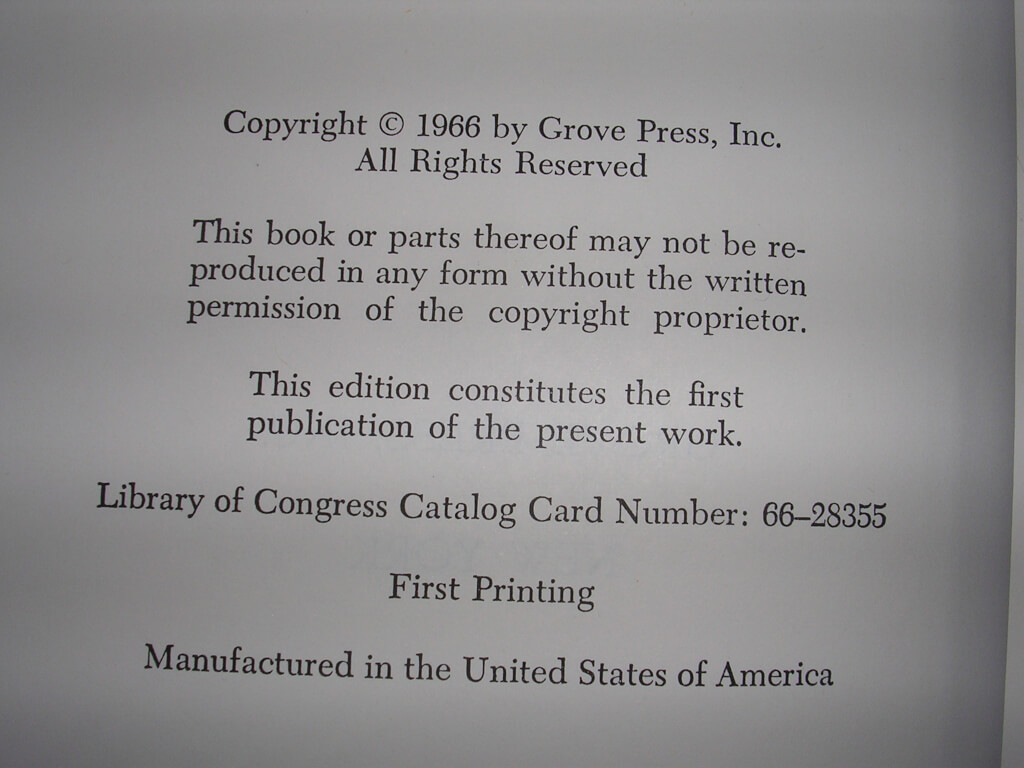 Copyright © 1966 by Grove Press, Inc.
All Rights Reserved
This book or parts thereof may not be re-
produced in any form without the written
permission of the copyright proprietor.
This edition constitutes the first
publication of the present work.
Library of Congress Catalog Card Number: 66–28355
First Printing
Manufactured in the United States of America